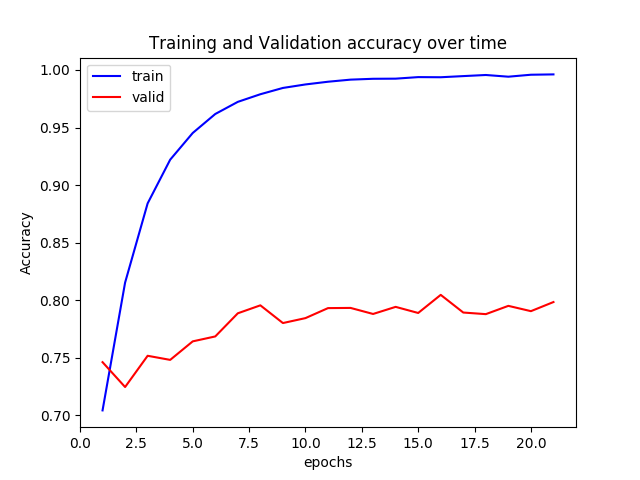 Training and Validation accuracy over time
train
valid
1.00
0.95
0.90
0.85
0.80
0.75
0.70
Accuracy
0.0 2.5 5.0 7.5 10.0 12.5 15.0 17.5 20.0
epochs